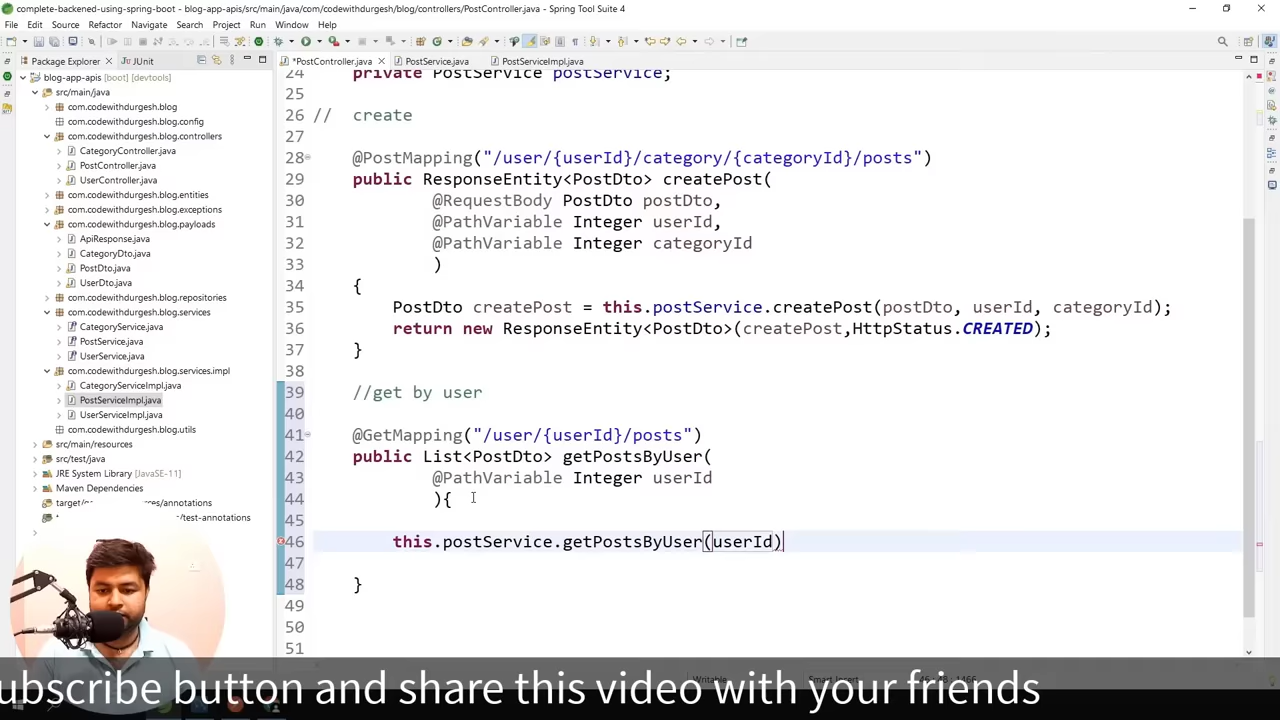 complete-backened-using-spring-boot - blog-app-apis/src/main/java/com/codewithdurgesh/blog/controllers/PostController.java - Spring Tool Suite 4
File Edit Source Refactor Navigate Search Project Run Window Help
Package Explorer JUnit
*PostController.java PostService.java PostServiceImpl.java
blog-app-apis [boot] [devtools]
src/main/java
com.codewithdurgesh.blog
com.codewithdurgesh.blog.config
com.codewithdurgesh.blog.controllers
CategoryController.java
PostController.java
UserController.java
com.codewithdurgesh.blog.entities
com.codewithdurgesh.blog.exceptions
com.codewithdurgesh.blog.payloads
ApiResponse.java
CategoryDto.java
PostDto.java
UserDto.java
com.codewithdurgesh.blog.repositories
com.codewithdurgesh.blog.services
CategoryService.java
PostService.java
UserService.java
com.codewithdurgesh.blog.services.impl
CategoryServiceImpl.java
PostServiceImpl.java
UserServiceImpl.java
com.codewithdurgesh.blog.utils
src/main/resources
src/test/java
JRE System Library [JavaSE-11]
Maven Dependencies
/test-annotations
24 private PostService postService;
25
26 // create
27
28 @PostMapping("/user/{userId}/category/{categoryId}/posts")
29 public ResponseEntity<PostDto> createPost(
30 @RequestBody PostDto postDto,
31 @PathVariable Integer userId,
32 @PathVariable Integer categoryId
33 )
34 {
35 PostDto createPost = this.postService.createPost(postDto, userId, categoryId);
36 return new ResponseEntity<PostDto>(createPost,HttpStatus.CREATED);
37 }
38
39 //get by user
40
41 @GetMapping("/user/{userId}/posts")
42 public List<PostDto> getPostsByUser(
43 @PathVariable Integer userId
44 ){
45
46 this.postService.getPostsByUser(userId)
47
48 }
49
50
51
ubscribe button and share this video with your friends